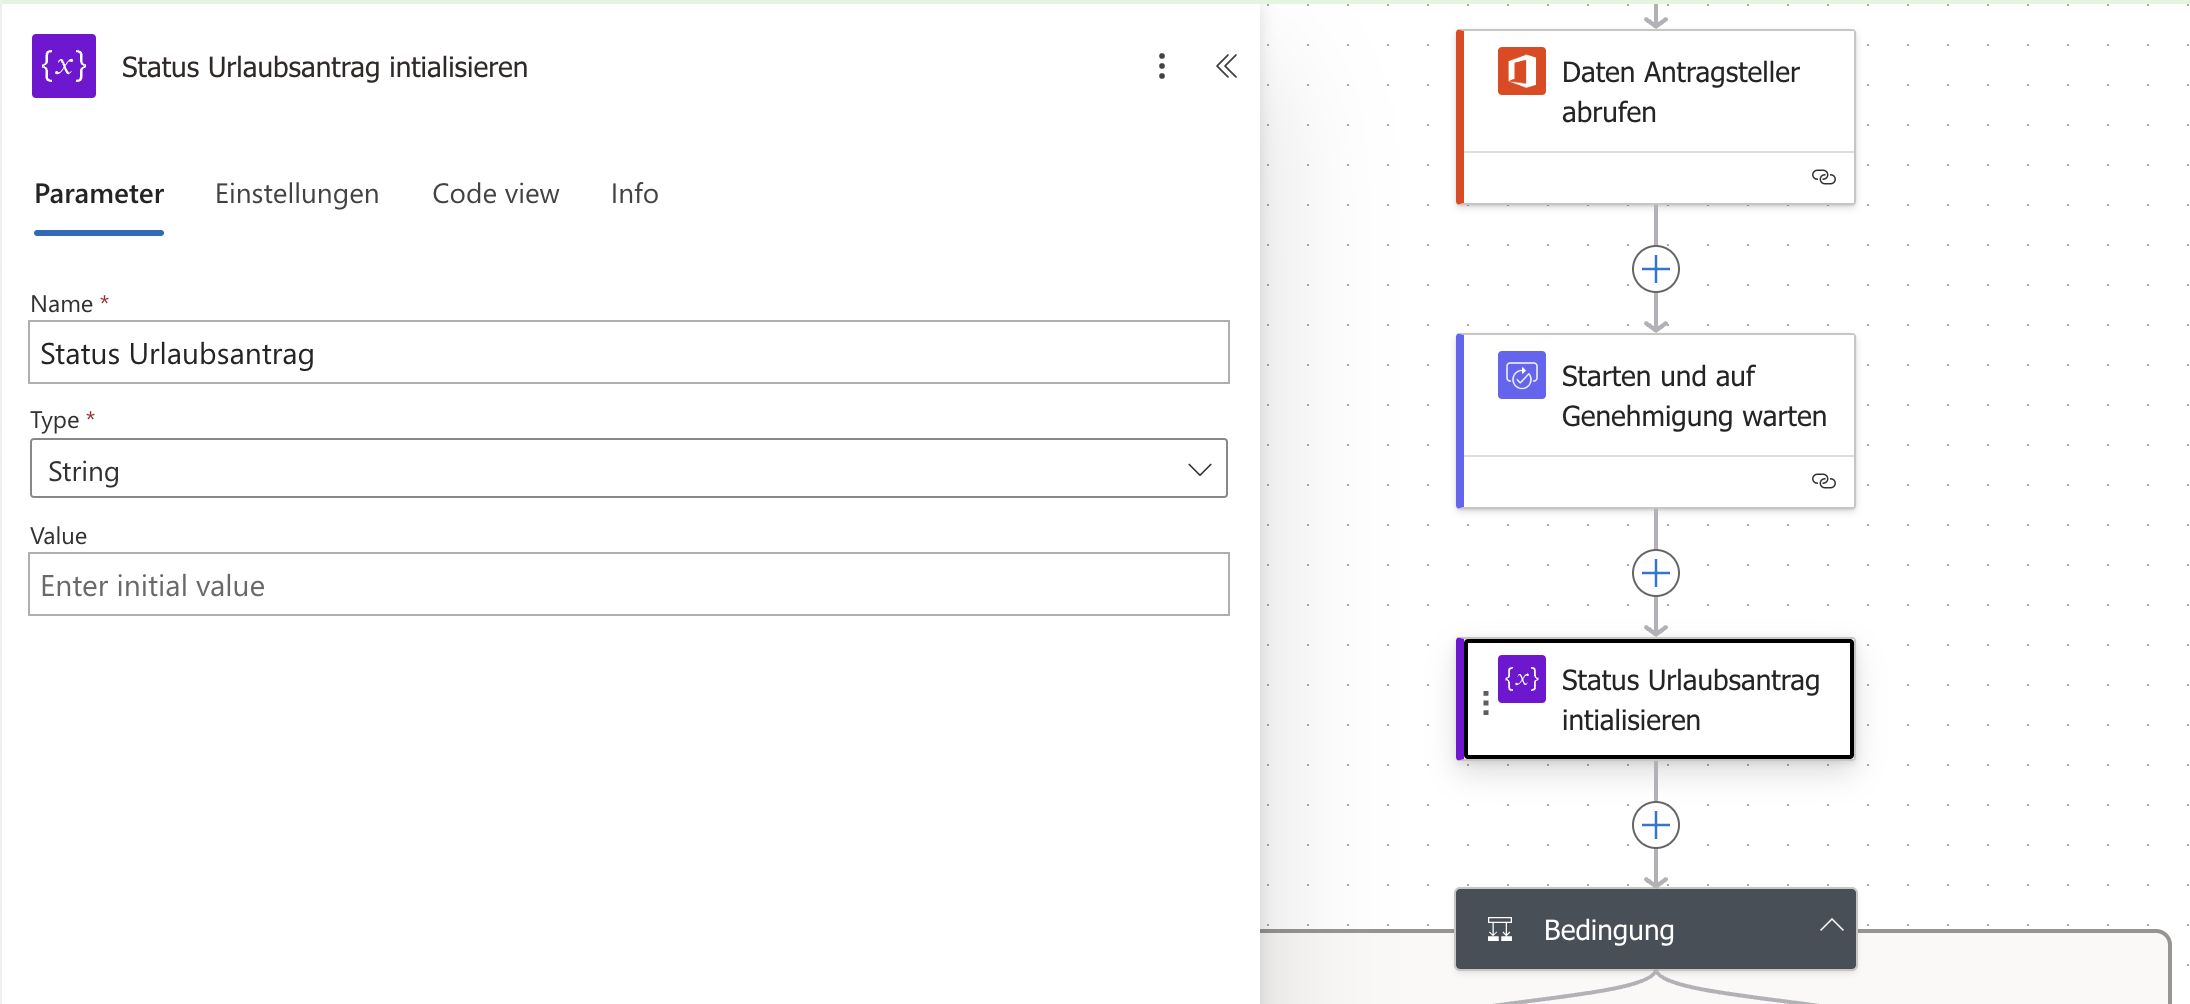 {x} Status Urlaubsantrag intialisieren
Parameter Einstellungen Code view Info
Name *
Status Urlaubsantrag
Type *
String
Value
Enter initial value
Daten Antragsteller
abrufen
Starten und auf
Genehmigung warten
{x} Status Urlaubsantrag
intialisieren
Bedingung